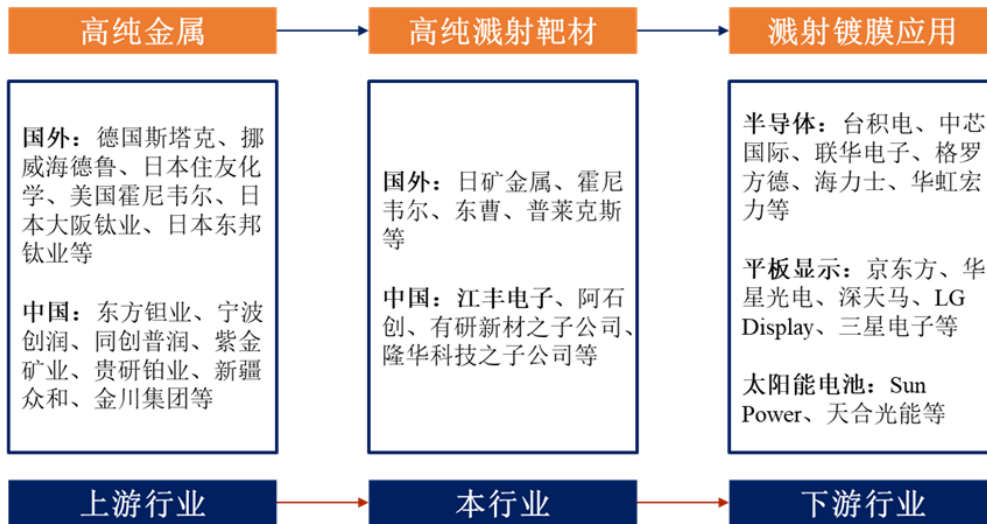 高纯金属
高纯溅射靶材
溅射镀膜应用
国外：德国斯塔克、挪
威海德鲁、日本住友化
学、美国霍尼韦尔、日
本大阪钛业、日本东邦
钛业等
中国：东方钽业、宁波
创润、同创普润、紫金
矿业、贵研铂业、新疆
众和、金川集团等
国外：日矿金属、霍尼
韦尔、东曹、普莱克斯
等
中国：江丰电子、阿石
创、有研新材之子公司、
隆华科技之子公司等
半导体：台积电、中芯
国际、联华电子、格罗
方德、海力士、华虹宏
力等
平板显示：京东方、华
星光电、深天马、LG
Display、三星电子等
太阳能电池：Sun
Power、天合光能等
上游行业
本行业
下游行业